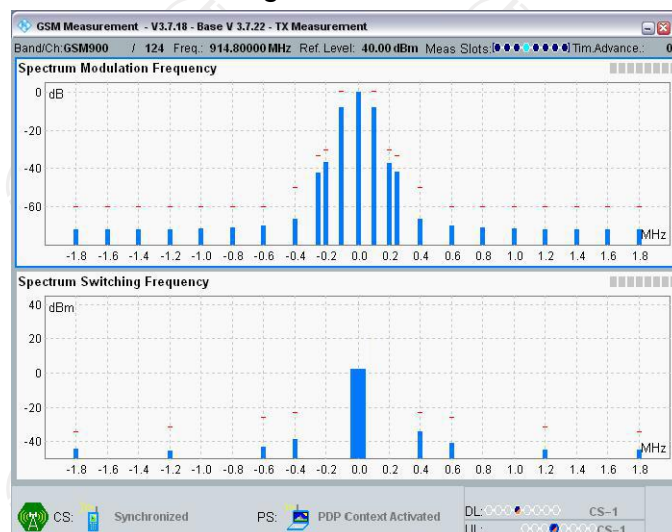 GSM Measurement - V3.7.18 - Base V 3.7.22 - TX Measurement
Band/Ch:GSM900 / 124 Freq.: 914.80000 MHz Ref. Level: 40.00 dBm Meas Slots: Tim.Advance.: 0
Spectrum Modulation Frequency
0 dB
-20
-40
-60
MHz
-1.8 -1.6 -1.4 -1.2 -1.0 -0.8 -0.6 -0.4 -0.2 0.0 0.2 0.4 0.6 0.8 1.0 1.2 1.4 1.6 1.8
Spectrum Switching Frequency
40 dBm
20
0
-20
-40
MHz
-1.8 -1.6 -1.4 -1.2 -1.0 -0.8 -0.6 -0.4 -0.2 0.0 0.2 0.4 0.6 0.8 1.0 1.2 1.4 1.6 1.8
CS: Synchronized PS: PDP Context Activated DL: CS-1
UL: CS-1